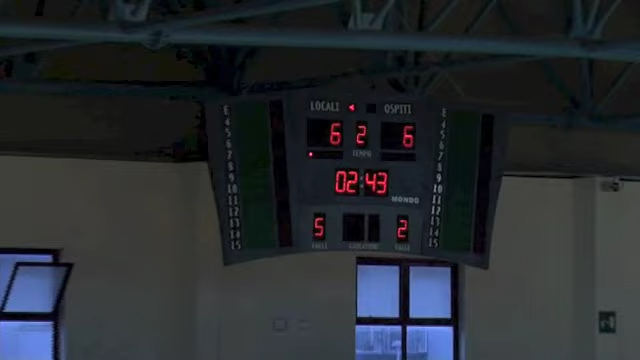 LOCALI OSPITI
6 2 6
TEMPO
02:43
MONDO
5 2
FALLI FALLI
4 4
5 5
6 6
7 7
8 8
9 9
10 10
11 11
12 12
13 13
14 14
15 15